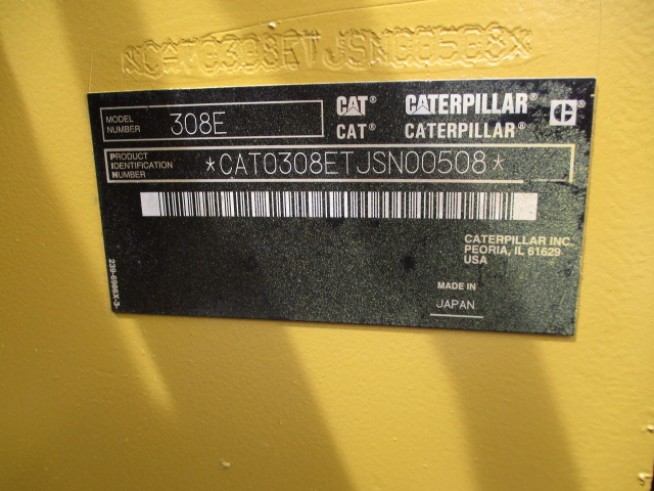 *CAT0308ETJSN00508*
MODEL NUMBER 308E
CAT® CATERPILLAR®
CAT® CATERPILLAR®
PRODUCT IDENTIFICATION NUMBER *CAT0308ETJSN00508*
CATERPILLAR INC.
PEORIA, IL 61629
USA
MADE IN
JAPAN